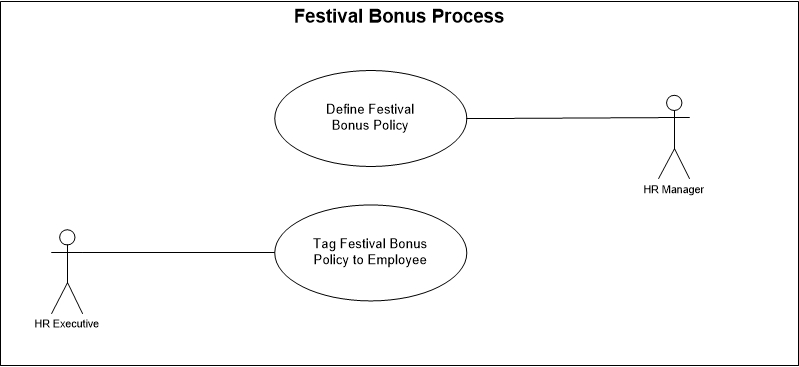 Festival Bonus Process
Define Festival
Bonus Policy
HR Manager
Tag Festival Bonus
Policy to Employee
HR Executive